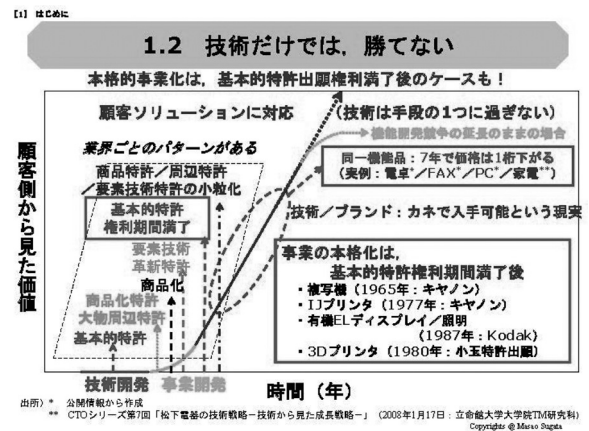 【1】 はじめに
1.2 技術だけでは，勝てない
本格的事業化は，基本的特許出願権利満了後のケースも！
顧客ソリューションに対応
(技術は手段の1つに過ぎない)
機能開発競争の延長のままの場合
業界ごとのパターンがある
同一機能品：7年で価格は1桁下がる
(実例：電卓*／FAX*／PC*／家電**)
商品特許／周辺特許
／要素技術特許の小粒化
基本的特許
権利期間満了
技術／ブランド：カネで入手可能という現実
要素技術
革新特許
商品化
商品化特許
大物周辺特許
基本的特許
事業の本格化は，
基本的特許権利期間満了後
・複写機（1965年：キヤノン）
・IJプリンタ（1977年：キヤノン）
・有機ELディスプレイ／照明
（1987年：Kodak）
・3Dプリンタ（1980年：小玉特許出願）
顧客側から見た価値
技術開発 事業開発
時間（年）
出所）* 公開情報から作成
** CTOシリーズ第7回「松下電器の技術戦略－技術から見た成長戦略－」（2008年1月17日：立命館大学大学院TM研究科）
Copyrights @ Masao Sugata